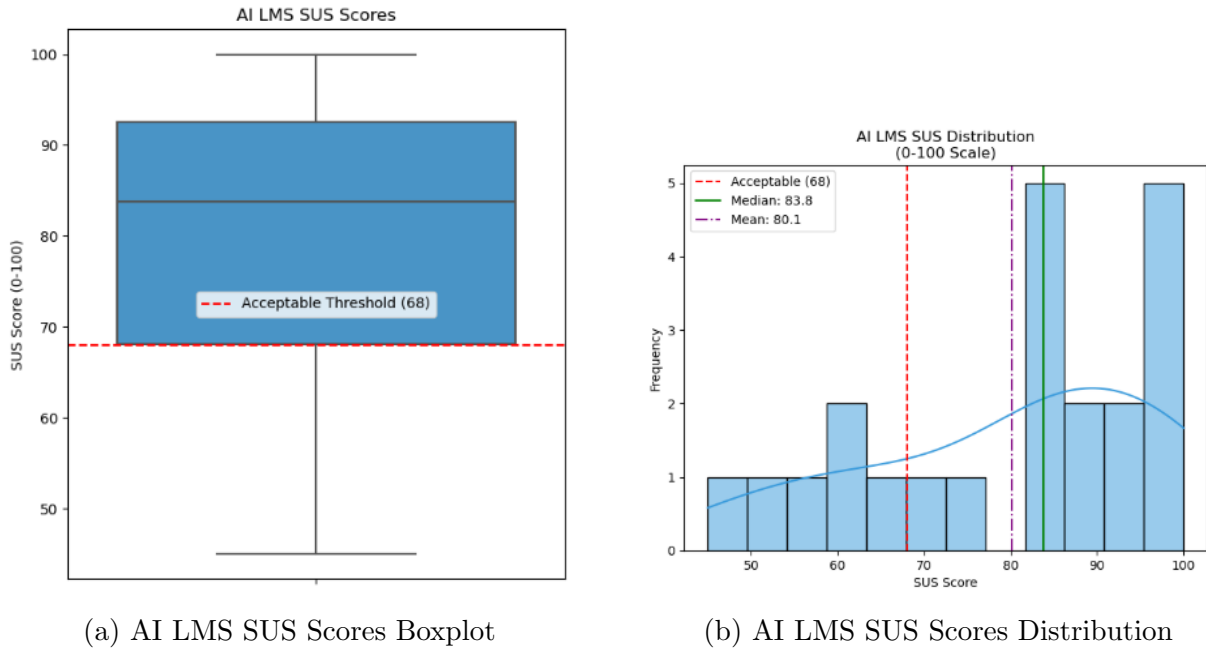 AI LMS SUS Scores
SUS Score (0-100)
100
90
80
70
60
50
Acceptable Threshold (68)
(a) AI LMS SUS Scores Boxplot
AI LMS SUS Distribution
(0-100 Scale)
Acceptable (68)
Median: 83.8
Mean: 80.1
Frequency
5
4
3
2
1
0
50 60 70 80 90 100
SUS Score
(b) AI LMS SUS Scores Distribution